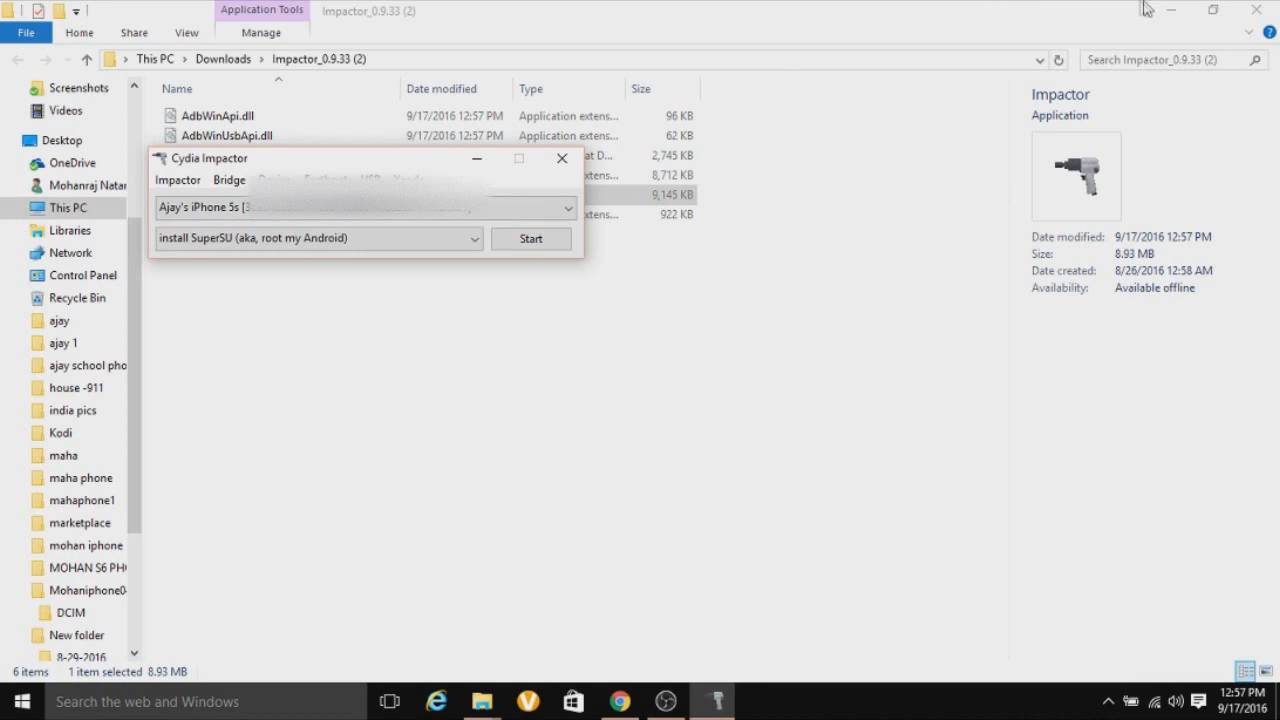 Application Tools
Impactor_0.9.33 (2)
File
Home
Share
View
Manage
This PC
Downloads
Impactor_0.9.33 (2)
Search Impactor_0.9.33 (2)
Screenshots
Videos
Desktop
OneDrive
Mohanraj Natar
This PC
Libraries
Network
Control Panel
Recycle Bin
ajay
ajay 1
ajay school pho
house -911
india pics
Kodi
maha
maha phone
mahaphone1
marketplace
mohan iphone
MOHAN S6 PH
Mohaniphone6
DCIM
New folder
8-29-2016
Name
Date modified
Type
Size
AdbWinApi.dll
9/17/2016 12:57 PM
Application extens...
96 KB
AdbWinUsbApi.dll
9/17/2016 12:57 PM
Application extens...
62 KB
at D...
2,745 KB
extens...
8,712 KB
9,145 KB
extens...
922 KB
Cydia Impactor
Impactor
Bridge
Ajay's iPhone 5s [3
install SuperSU (aka, root my Android)
Start
Impactor
Application
Date modified:
9/17/2016 12:57 PM
Size:
8.93 MB
Date created:
8/26/2016 12:58 AM
Availability:
Available offline
6 items
1 item selected
8.93 MB
Search the web and Windows
12:57 PM
9/17/2016